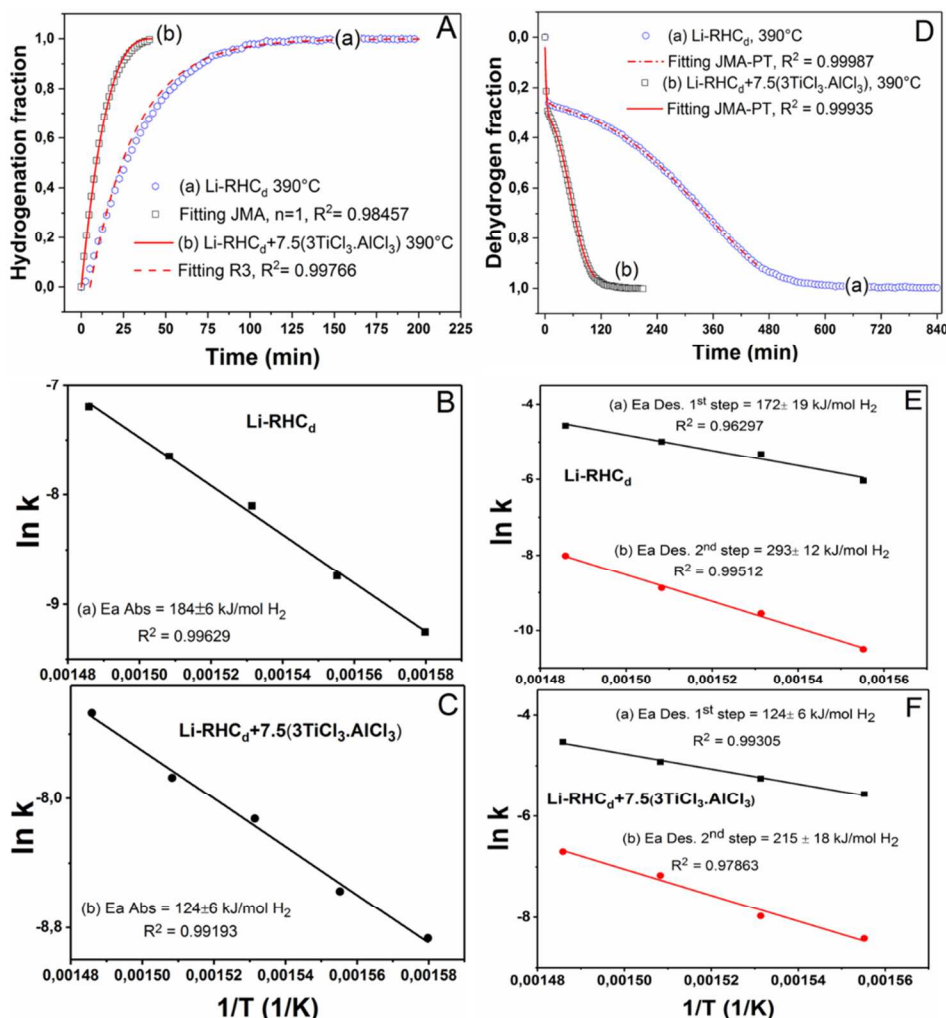 A
(b)
(a)
1,0
0,8
0,6
0,4
0,2
0,0
Hydrogenation fraction
(a) Li-RHC_d 390°C
Fitting JMA, n=1, R²= 0.98457
(b) Li-RHC_d+7.5(3TiCl₃.AlCl₃) 390°C
Fitting R3, R²= 0.99766
0 25 50 75 100 125 150 175 200 225
Time (min)
D
0,0
0,2
0,4
0,6
0,8
1,0
Dehydrogen fraction
(a) Li-RHC_d, 390°C
Fitting JMA-PT, R² = 0.99987
(b) Li-RHC_d+7.5(3TiCl₃.AlCl₃), 390°C
Fitting JMA-PT, R² = 0.99935
(b)
(a)
0 120 240 360 480 600 720 840
Time (min)
B
Li-RHC_d
-7
-8
-9
ln k
(a) Ea Abs = 184±6 kJ/mol H₂
R² = 0.99629
0,00148 0,00150 0,00152 0,00154 0,00156 0,00158
E
-4
-6
-8
-10
ln k
(a) Ea Des. 1st step = 172± 19 kJ/mol H₂
R² = 0.96297
Li-RHC_d
(b) Ea Des. 2nd step = 293± 12 kJ/mol H₂
R² = 0.99512
0,00148 0,00150 0,00152 0,00154 0,00156
C
Li-RHC_d+7.5(3TiCl₃.AlCl₃)
-8,0
-8,8
ln k
(b) Ea Abs = 124±6 kJ/mol H₂
R² = 0.99193
0,00148 0,00150 0,00152 0,00154 0,00156 0,00158
1/T (1/K)
F
-4
-6
-8
ln k
(a) Ea Des. 1st step = 124± 6 kJ/mol H₂
R² = 0.99305
Li-RHC_d+7.5(3TiCl₃.AlCl₃)
(b) Ea Des. 2nd step = 215 ± 18 kJ/mol H₂
R² = 0.97863
0,00148 0,00150 0,00152 0,00154 0,00156
1/T (1/K)